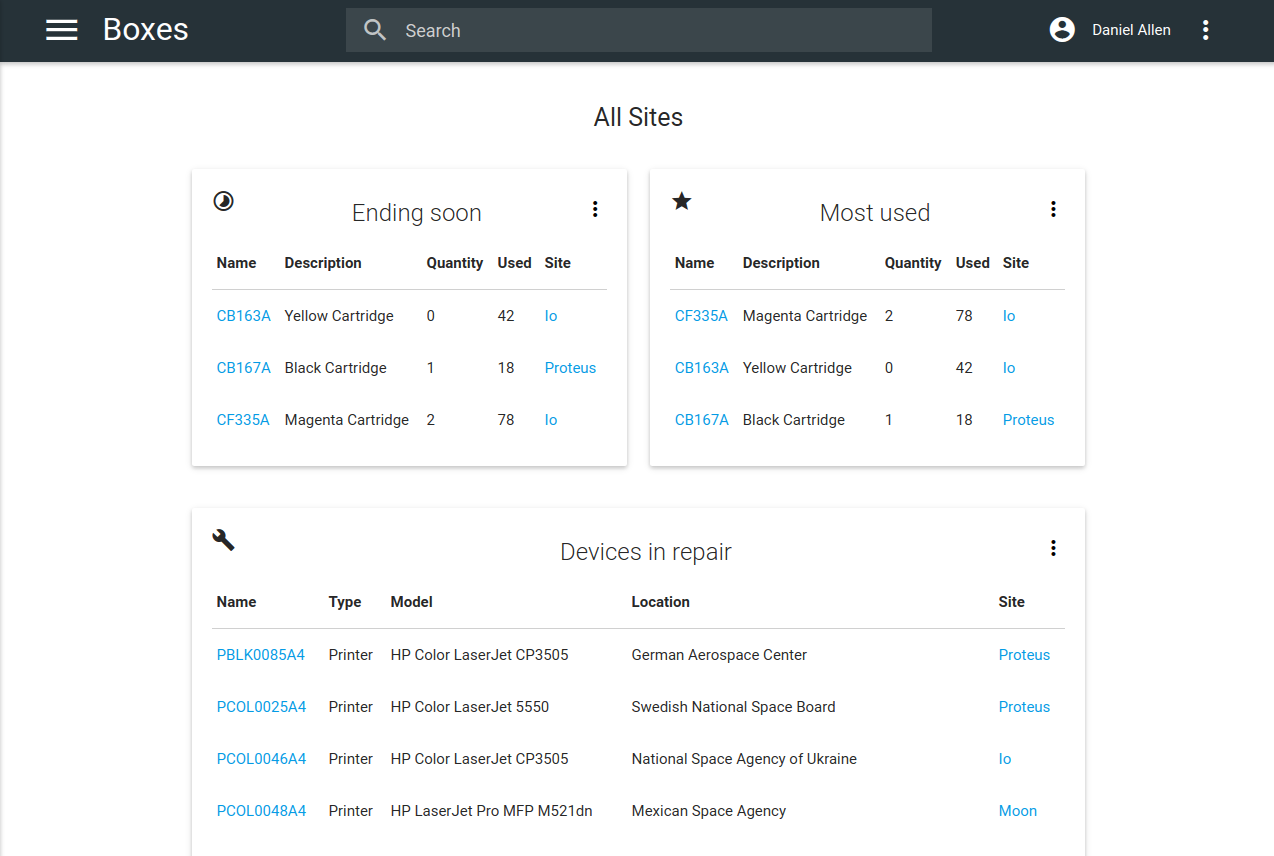 Boxes Search Daniel Allen
All Sites
Ending soon
Name Description Quantity Used Site
CB163A Yellow Cartridge 0 42 Io
CB167A Black Cartridge 1 18 Proteus
CF335A Magenta Cartridge 2 78 Io
Most used
Name Description Quantity Used Site
CF335A Magenta Cartridge 2 78 Io
CB163A Yellow Cartridge 0 42 Io
CB167A Black Cartridge 1 18 Proteus
Devices in repair
Name Type Model Location Site
PBLK0085A4 Printer HP Color LaserJet CP3505 German Aerospace Center Proteus
PCOL0025A4 Printer HP Color LaserJet 5550 Swedish National Space Board Proteus
PCOL0046A4 Printer HP Color LaserJet CP3505 National Space Agency of Ukraine Io
PCOL0048A4 Printer HP LaserJet Pro MFP M521dn Mexican Space Agency Moon